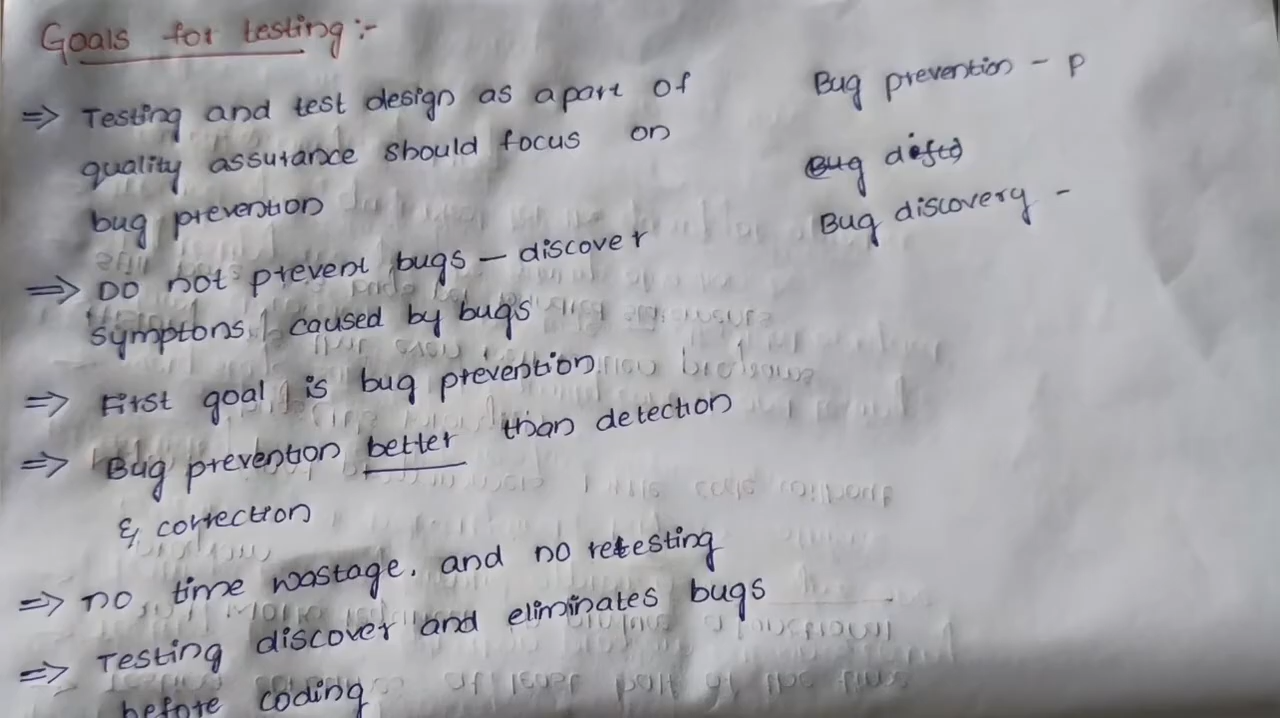 Goals for testing :-
⇒ Testing and test design as a part of
quality assurance should focus on
bug prevention
⇒ Do not prevent bugs – discover
symptons caused by bugs
⇒ First goal is bug prevention
⇒ Bug prevention better than detection
& correction
⇒ no time wastage. and no retesting
⇒ Testing discover and eliminates bugs
before coding
Bug prevention - p
Bug
Bug discovery -